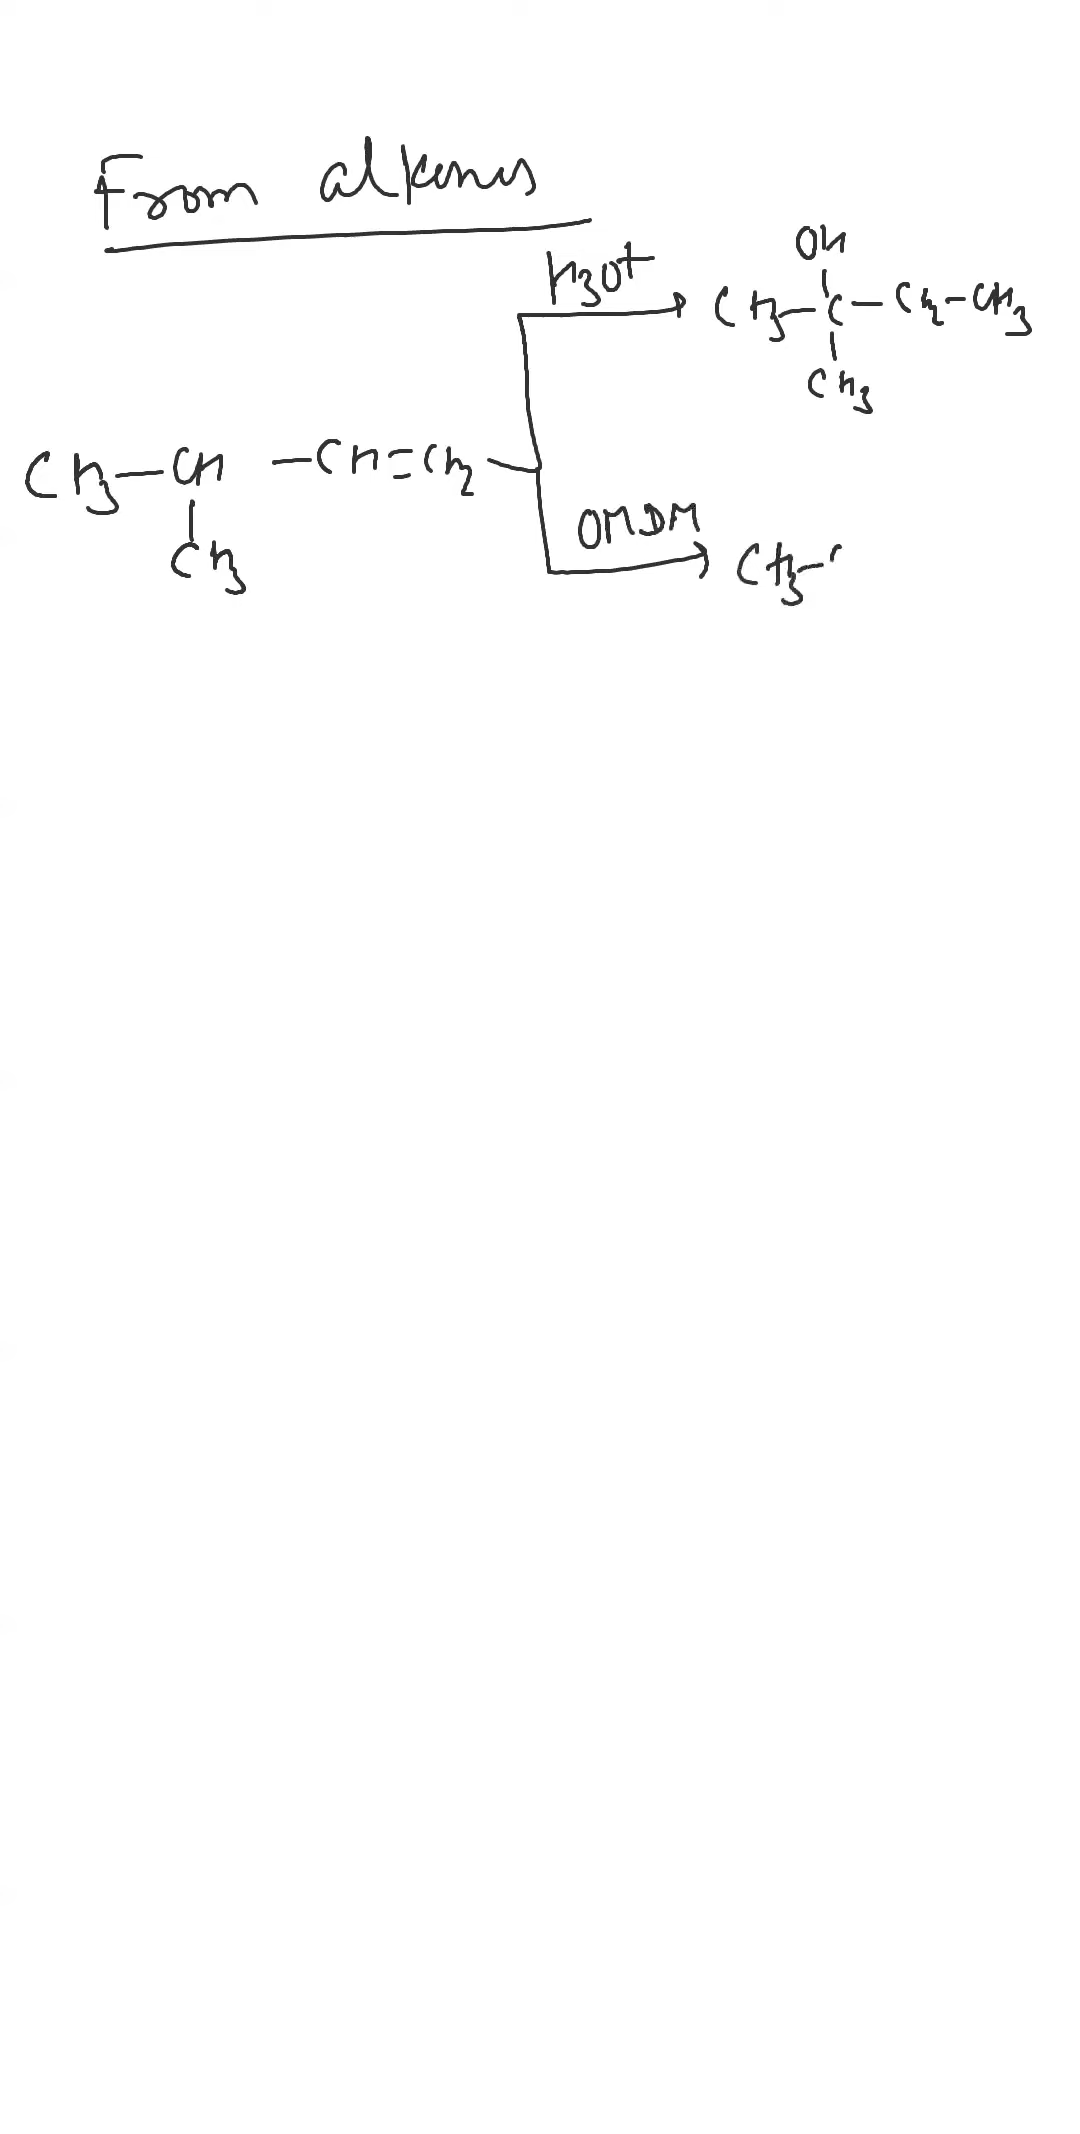 From alkenes
H3O+
OH
CH3-C-CH2-CH3
CH3
CH3-CH-CH=CH2
CH3
OMDM
CH3-